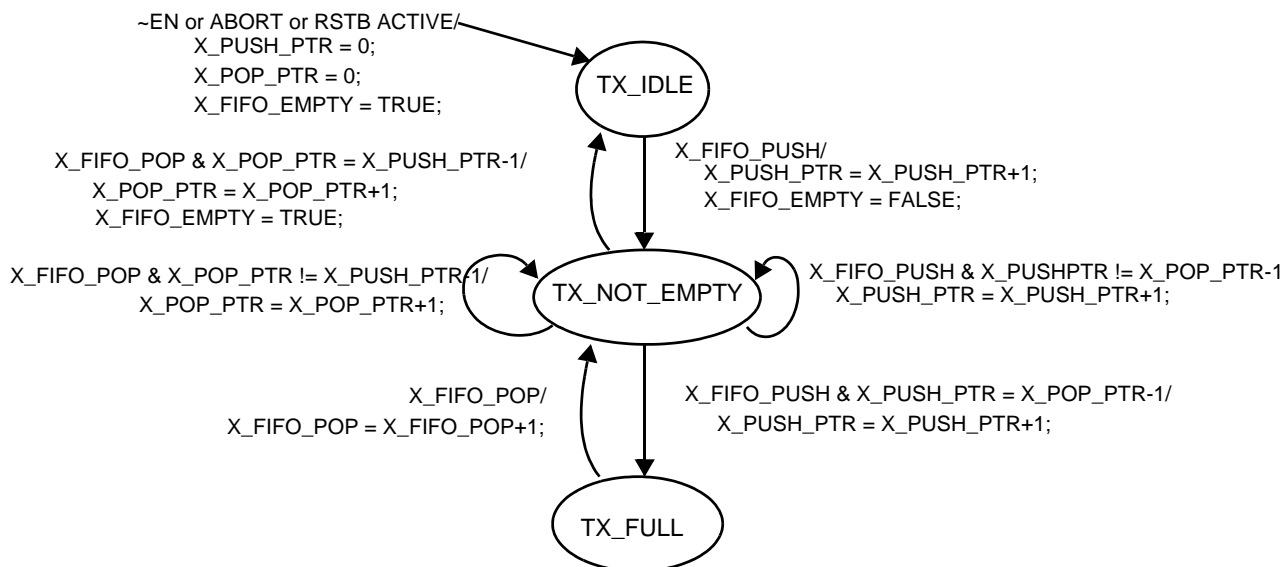 ~EN or ABORT or RSTB ACTIVE/
X_PUSH_PTR = 0;
X_POP_PTR = 0;
X_FIFO_EMPTY = TRUE;
TX_IDLE
X_FIFO_POP & X_POP_PTR = X_PUSH_PTR-1/
X_POP_PTR = X_POP_PTR+1;
X_FIFO_EMPTY = TRUE;
X_FIFO_PUSH/
X_PUSH_PTR = X_PUSH_PTR+1;
X_FIFO_EMPTY = FALSE;
X_FIFO_POP & X_POP_PTR != X_PUSH_PTR-1/
X_POP_PTR = X_POP_PTR+1;
TX_NOT_EMPTY
X_FIFO_PUSH & X_PUSHPTR != X_POP_PTR-1
X_PUSH_PTR = X_PUSH_PTR+1;
X_FIFO_POP/
X_FIFO_POP = X_FIFO_POP+1;
X_FIFO_PUSH & X_PUSH_PTR = X_POP_PTR-1/
X_PUSH_PTR = X_PUSH_PTR+1;
TX_FULL